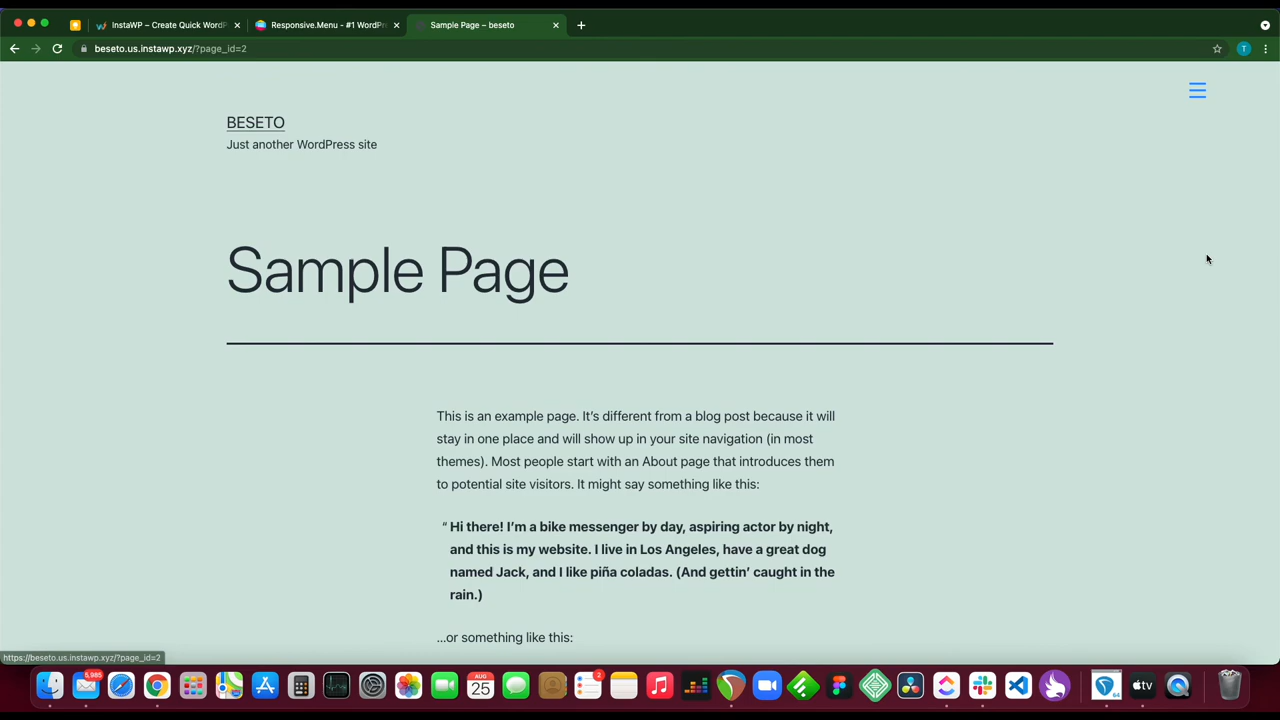 InstaWP – Create Quick WordPr
Responsive.Menu - #1 WordPre
Sample Page – beseto
beseto.us.instawp.xyz/?page_id=2
T
BESETO
Just another WordPress site
Sample Page
This is an example page. It’s different from a blog post because it will
stay in one place and will show up in your site navigation (in most
themes). Most people start with an About page that introduces them
to potential site visitors. It might say something like this:
“ Hi there! I’m a bike messenger by day, aspiring actor by night,
and this is my website. I live in Los Angeles, have a great dog
named Jack, and I like piña coladas. (And gettin’ caught in the
rain.)
…or something like this:
https://beseto.us.instawp.xyz/?page_id=2
5,985
AUG
25
2
64
tv